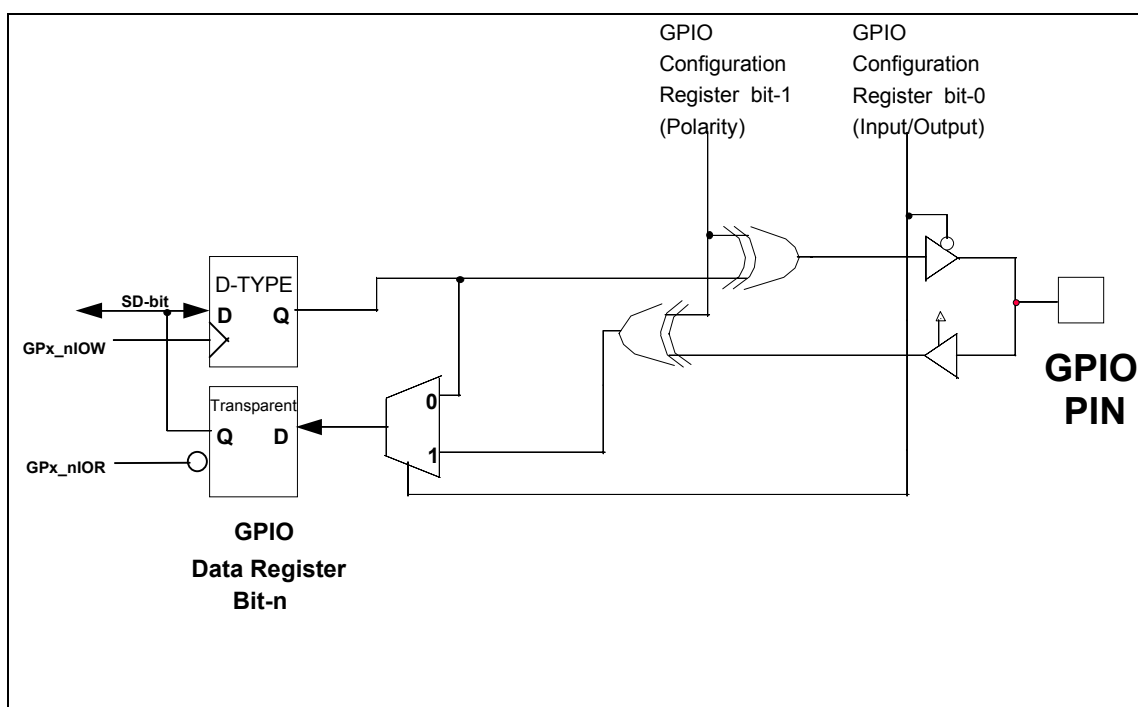 GPIO
Configuration
Register bit-1
(Polarity)
GPIO
Configuration
Register bit-0
(Input/Output)
D-TYPE
SD-bit
D Q
GPx_nIOW
Transparent
Q D
GPx_nIOR
0
1
GPIO
PIN
GPIO
Data Register
Bit-n